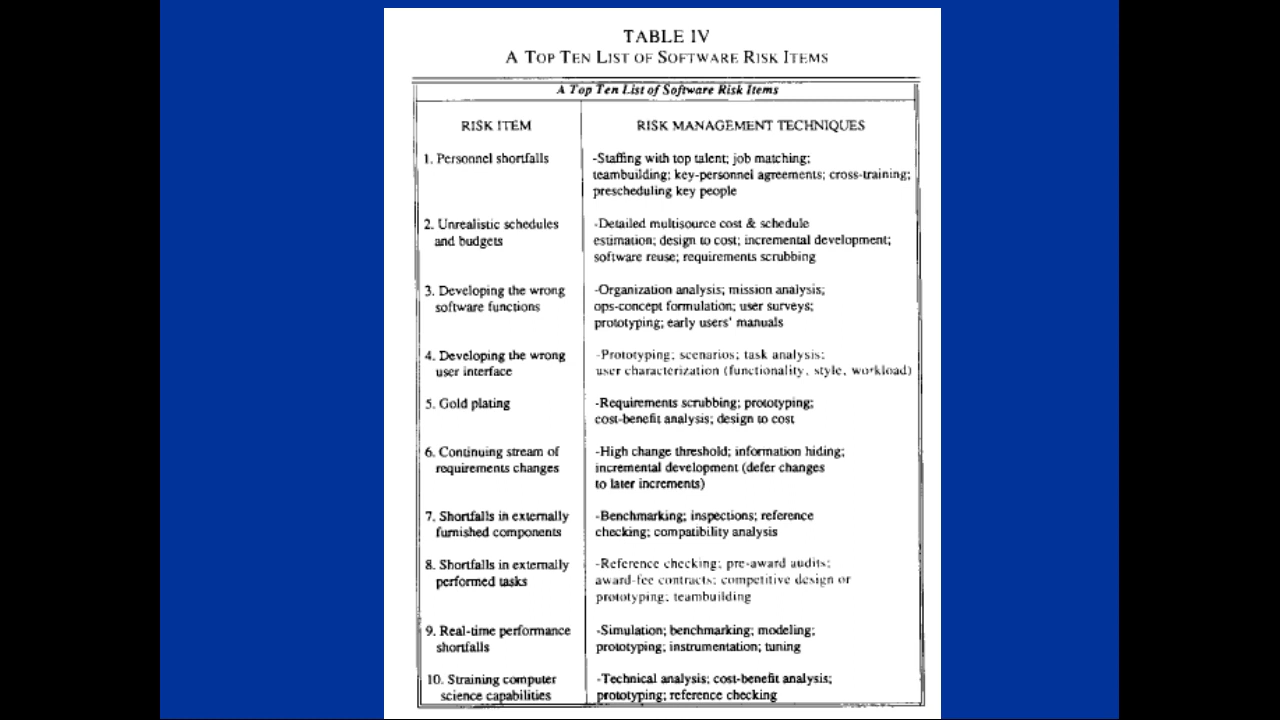 TABLE IV
A TOP TEN LIST OF SOFTWARE RISK ITEMS
A Top Ten List of Software Risk Items
RISK ITEM
RISK MANAGEMENT TECHNIQUES
1. Personnel shortfalls
-Staffing with top talent; job matching;
teambuilding; key-personnel agreements; cross-training;
prescheduling key people
2. Unrealistic schedules
and budgets
-Detailed multisource cost & schedule
estimation; design to cost; incremental development;
software reuse; requirements scrubbing
3. Developing the wrong
software functions
-Organization analysis; mission analysis;
ops-concept formulation; user surveys;
prototyping; early users' manuals
4. Developing the wrong
user interface
-Prototyping; scenarios; task analysis;
user characterization (functionality, style, workload)
5. Gold plating
-Requirements scrubbing; prototyping;
cost-benefit analysis; design to cost
6. Continuing stream of
requirements changes
-High change threshold; information hiding;
incremental development (defer changes
to later increments)
7. Shortfalls in externally
furnished components
-Benchmarking; inspections; reference
checking; compatibility analysis
8. Shortfalls in externally
performed tasks
-Reference checking; pre-award audits;
award-fee contracts; competitive design or
prototyping; teambuilding
9. Real-time performance
shortfalls
-Simulation; benchmarking; modeling;
prototyping; instrumentation; tuning
10. Straining computer
science capabilities
-Technical analysis; cost-benefit analysis;
prototyping; reference checking